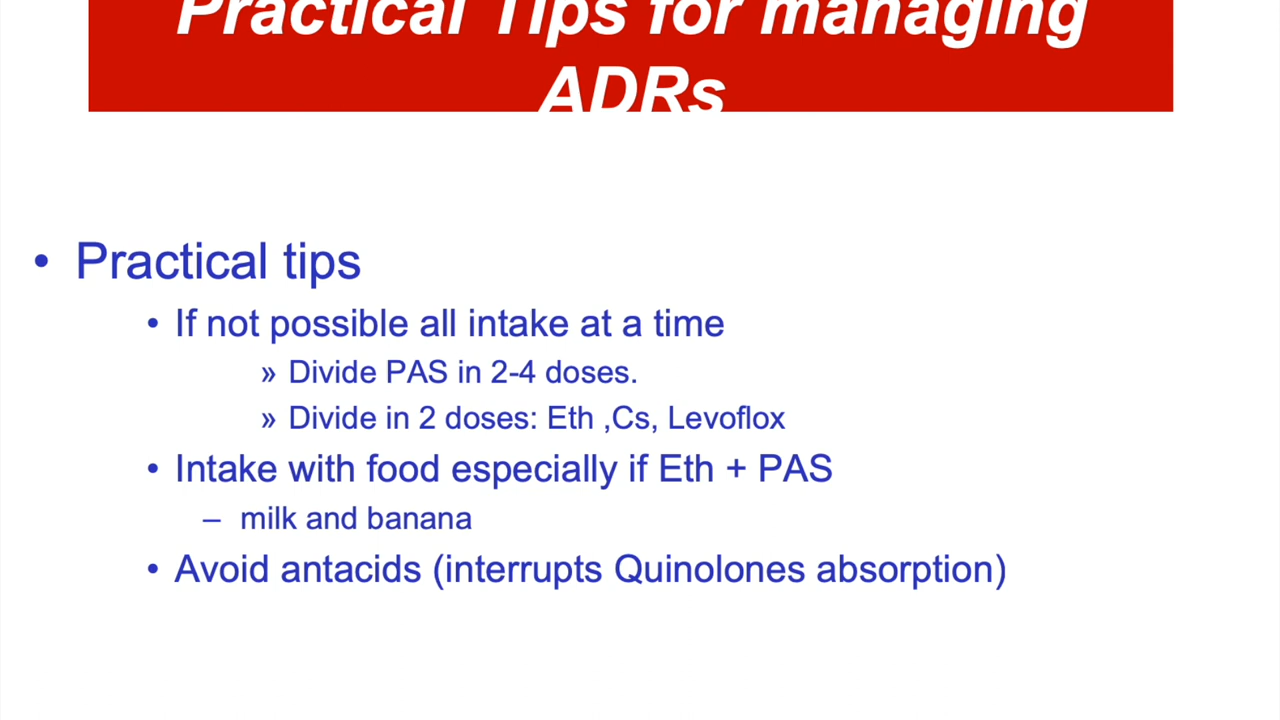 Practical Tips for managing
ADRs
• Practical tips
• If not possible all intake at a time
» Divide PAS in 2-4 doses.
» Divide in 2 doses: Eth ,Cs, Levoflox
• Intake with food especially if Eth + PAS
– milk and banana
• Avoid antacids (interrupts Quinolones absorption)